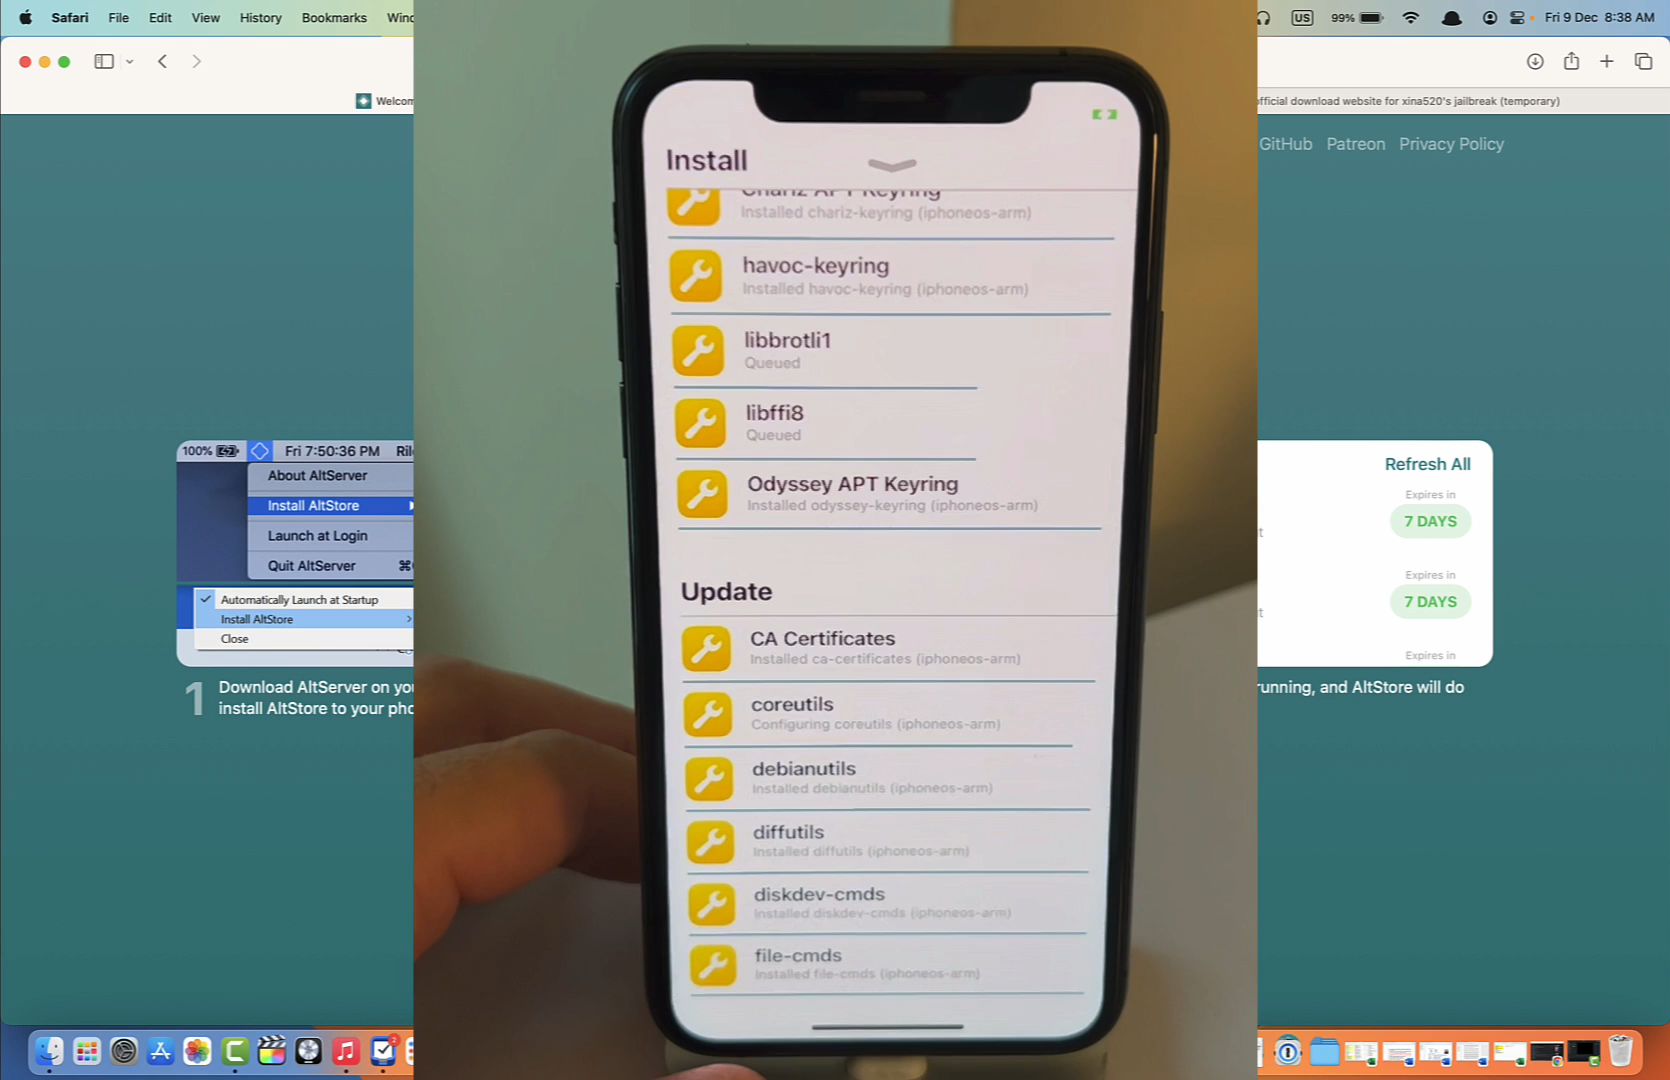 Safari File Edit View History Bookmarks
US 99% Fri 9 Dec 8:38 AM
official download website for xina520's jailbreak (temporary)
GitHub Patreon Privacy Policy
100% Fri 7:50:36 PM
About AltServer
Install AltStore
Launch at Login
Quit AltServer
Automatically Launch at Startup
Install AltStore
Close
1 Download AltServer on
install AltStore to your
Install
Chariz APT Keyring
Installed chariz-keyring (iphoneos-arm)
havoc-keyring
Installed havoc-keyring (iphoneos-arm)
libbrotli1
Queued
libffi8
Queued
Odyssey APT Keyring
Installed odyssey-keyring (iphoneos-arm)
Update
CA Certificates
Installed ca-certificates (iphoneos-arm)
coreutils
Configuring coreutils (iphoneos-arm)
debianutils
Installed debianutils (iphoneos-arm)
diffutils
Installed diffutils (iphoneos-arm)
diskdev-cmds
Installed diskdev-cmds (iphoneos-arm)
file-cmds
Installed file-cmds (iphoneos-arm)
Refresh All
Expires in
7 DAYS
Expires in
7 DAYS
Expires in
running, and AltStore will do